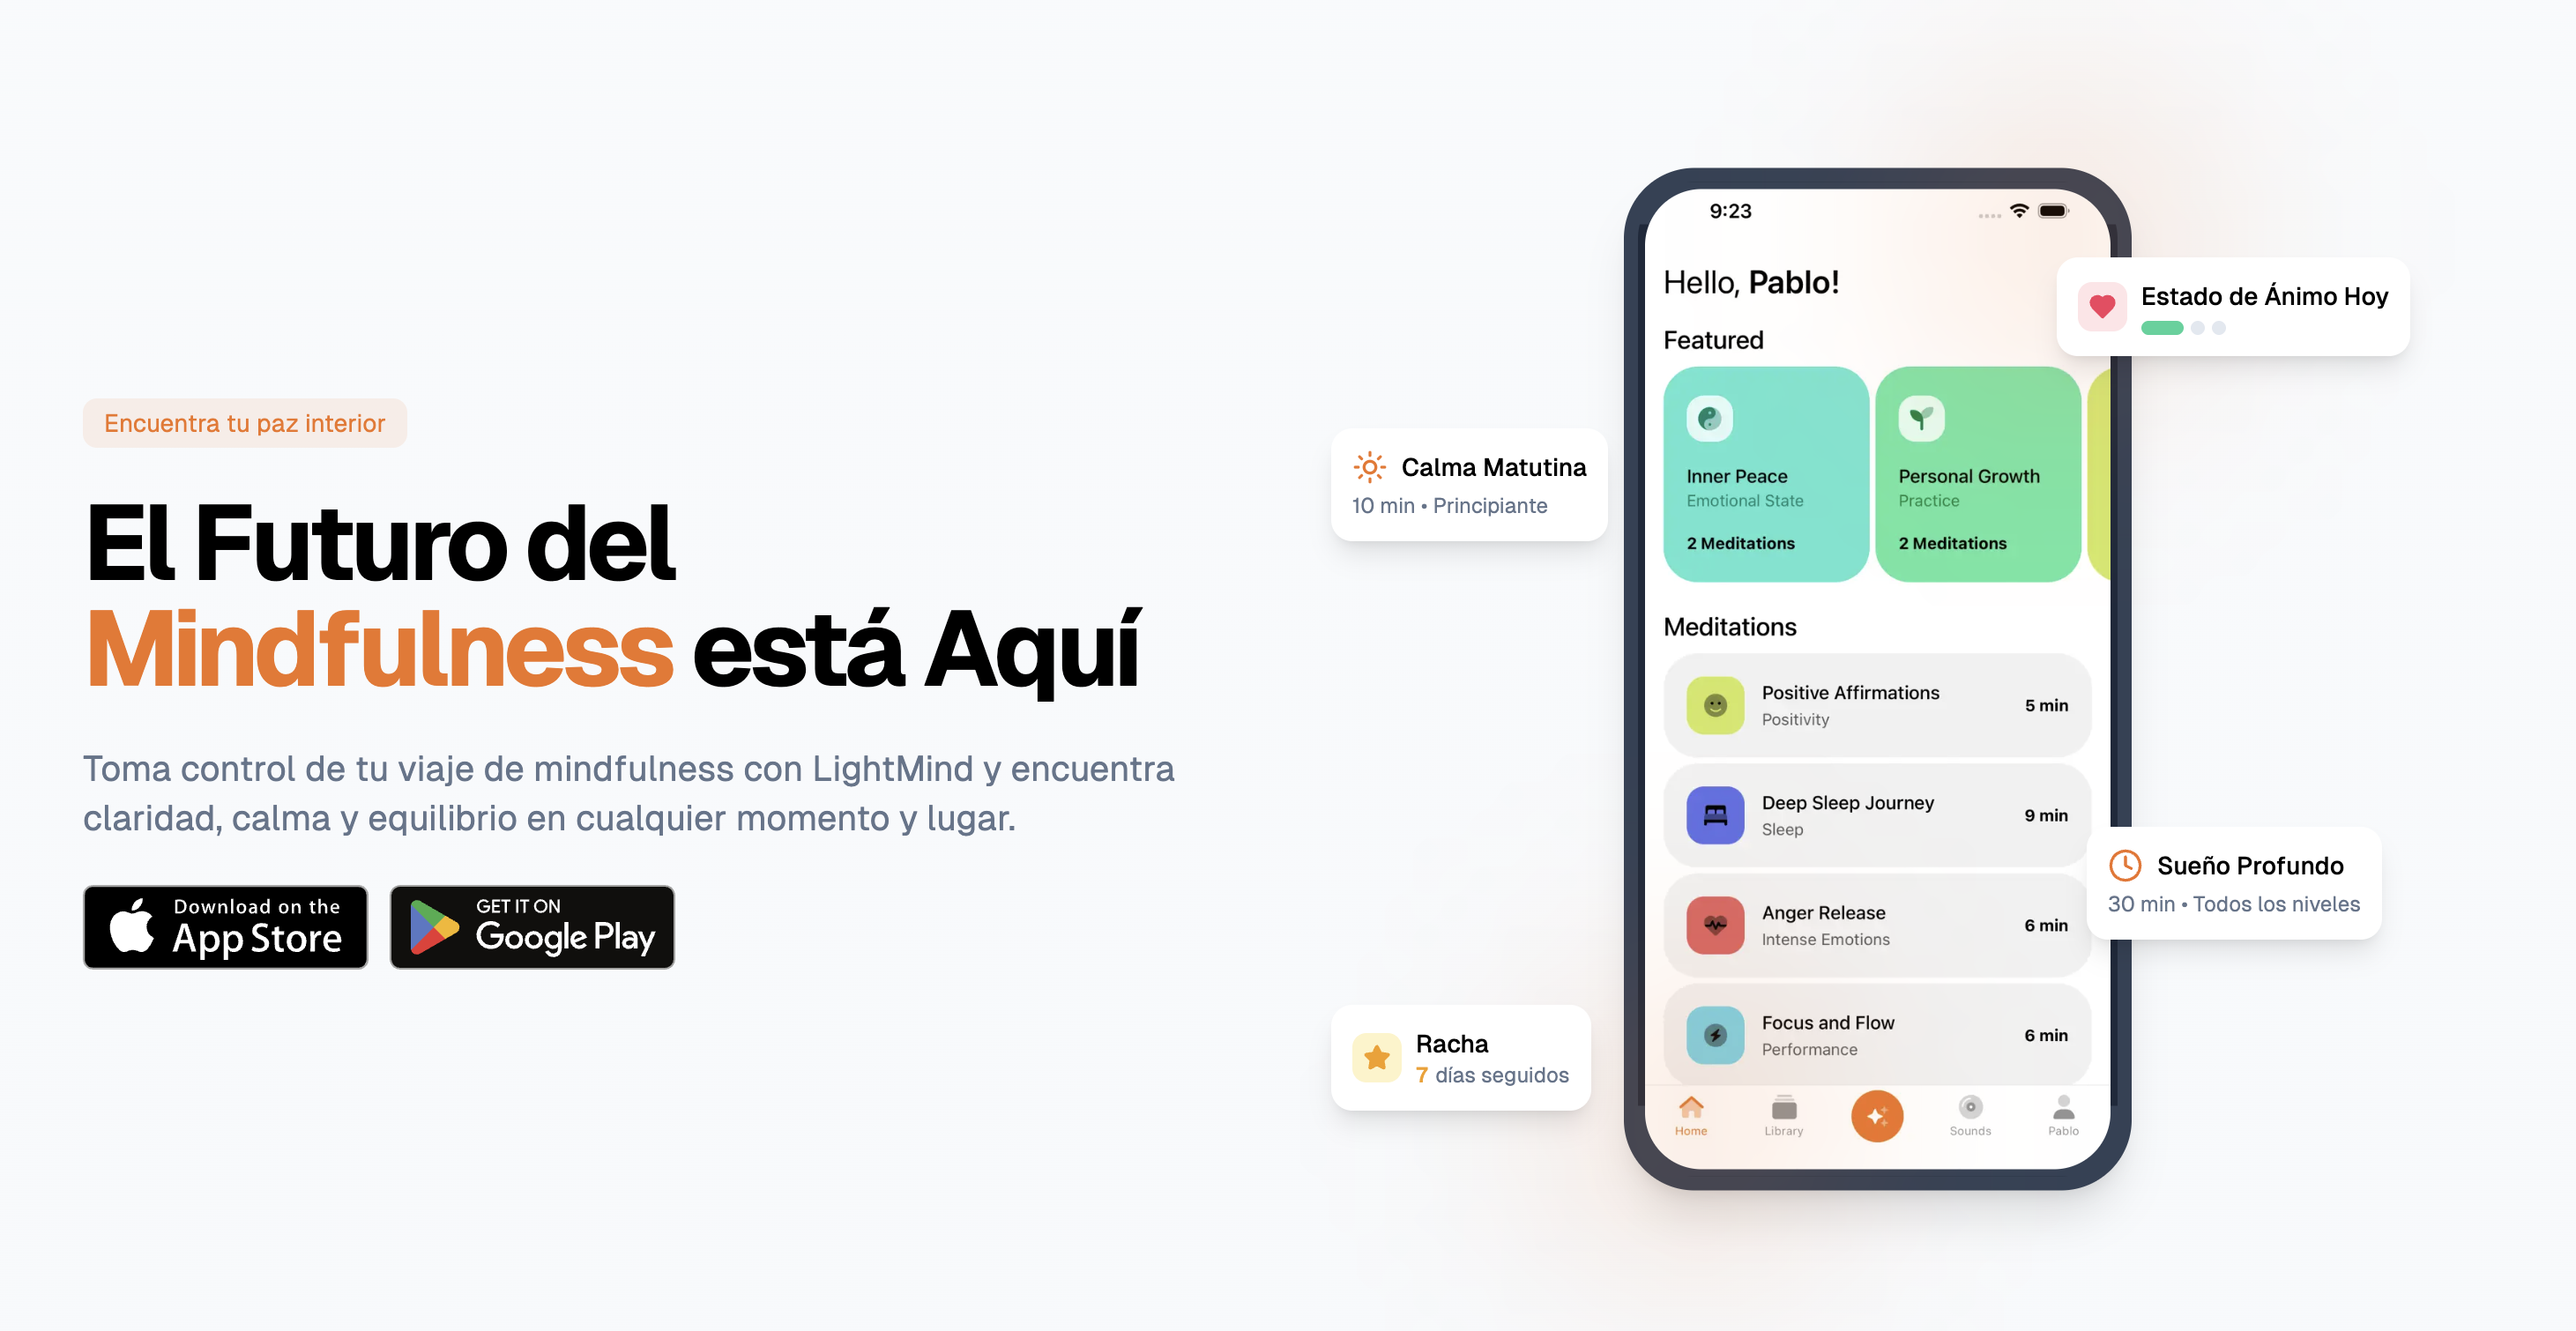 Encuentra tu paz interior
El Futuro del
Mindfulness está Aquí
Toma control de tu viaje de mindfulness con LightMind y encuentra
claridad, calma y equilibrio en cualquier momento y lugar.
Download on the
App Store
GET IT ON
Google Play
Calma Matutina
10 min • Principiante
Racha
7 días seguidos
9:23
Hello, Pablo!
Featured
Inner Peace
Emotional State
2 Meditations
Personal Growth
Practice
2 Meditations
Meditations
Positive Affirmations
Positivity
5 min
Deep Sleep Journey
Sleep
9 min
Anger Release
Intense Emotions
6 min
Focus and Flow
Performance
6 min
Home
Library
Sounds
Pablo
Estado de Ánimo Hoy
Sueño Profundo
30 min • Todos los niveles